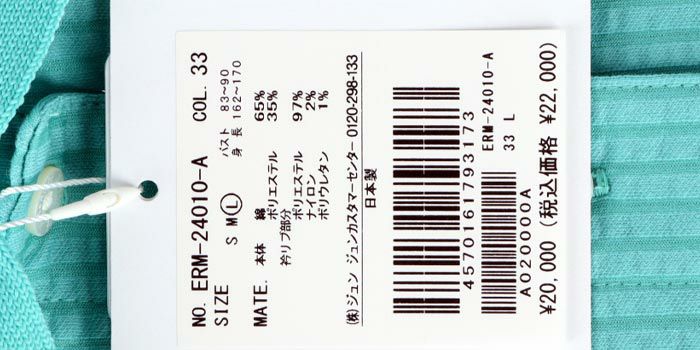 NO. ERM-24010-A COL. 33
SIZE S M L バスト 83~90
身 長 162~170
MATE. 本体 綿 65%
ポリエステル 35%
衿リブ部分
ポリエステル 97%
ナイロン 2%
ポリウレタン 1%
(株) ジュン ジュンカスタマーセンター 0120-298-133
日本製
4570161793173
ERM-24010-A
33 L
A020000A
¥20,000 (税込価格 ¥22,000)